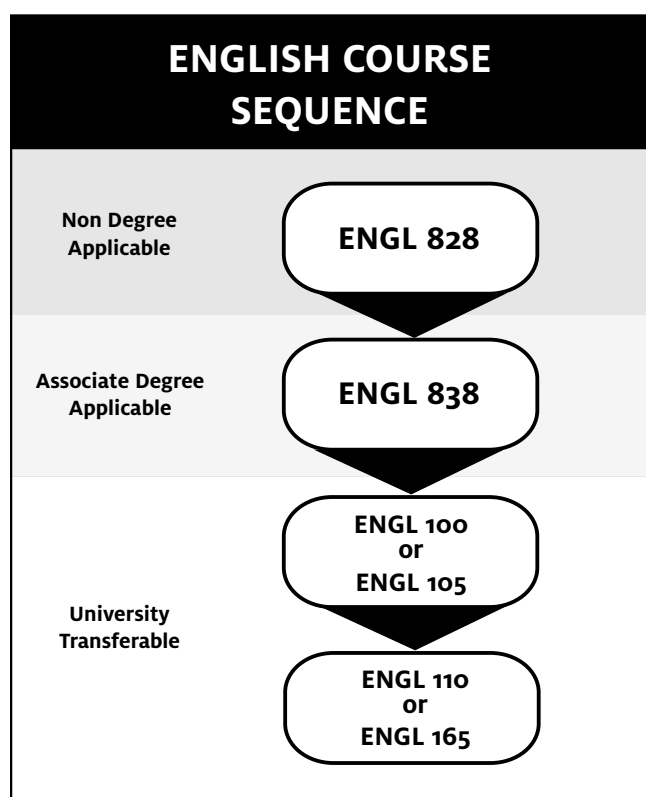 ENGLISH COURSE
SEQUENCE
Non Degree
Applicable
ENGL 828
Associate Degree
Applicable
ENGL 838
University
Transferable
ENGL 100
or
ENGL 105
ENGL 110
or
ENGL 165